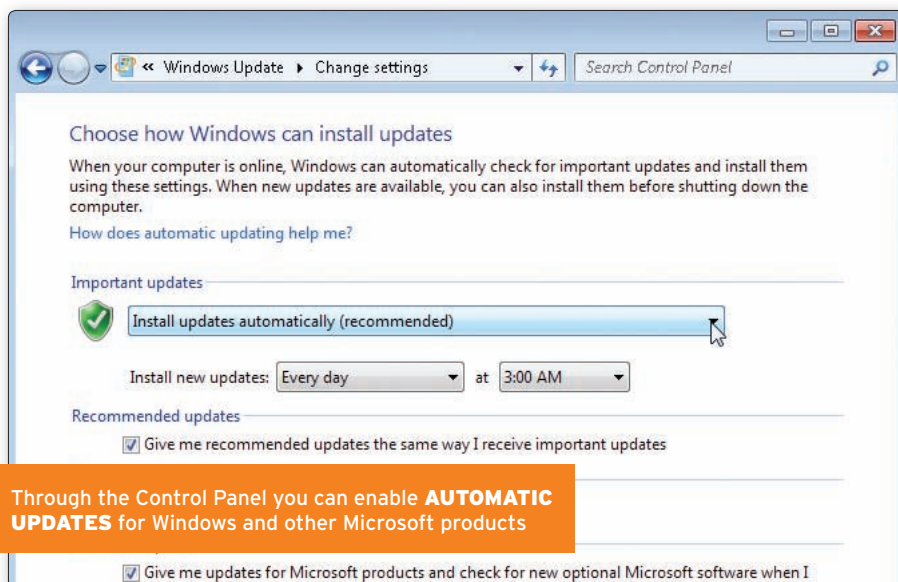 « Windows Update ▸ Change settings
Search Control Panel
Choose how Windows can install updates
When your computer is online, Windows can automatically check for important updates and install them
using these settings. When new updates are available, you can also install them before shutting down the
computer.
How does automatic updating help me?
Important updates
Install updates automatically (recommended)
Install new updates: Every day at 3:00 AM
Recommended updates
Give me recommended updates the same way I receive important updates
Through the Control Panel you can enable AUTOMATIC
UPDATES for Windows and other Microsoft products
Give me updates for Microsoft products and check for new optional Microsoft software when I